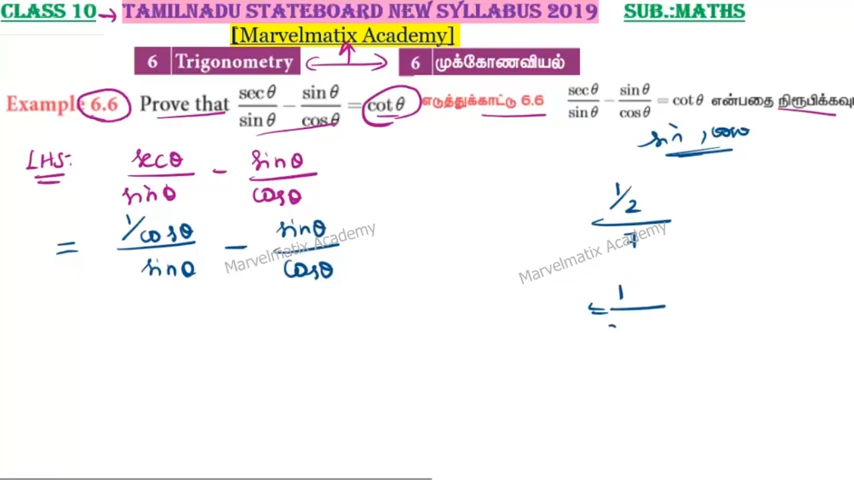 CLASS 10 → TAMILNADU STATEBOARD NEW SYLLABUS 2019 SUB.:MATHS
[Marvelmatix Academy]
6 Trigonometry 6 முக்கோணவியல்
Example 6.6 Prove that secθ/sinθ − sinθ/cosθ = cotθ எடுத்துக்காட்டு 6.6 secθ/sinθ − sinθ/cosθ = cotθ என்பதை நிரூபிக்கவு
sin, cos
LHS: secθ/sinθ − sinθ/cosθ
= 1/cosθ/sinθ − sinθ/cosθ
1/2
Marvelmatix Academy
Marvelmatix Academy
= 1